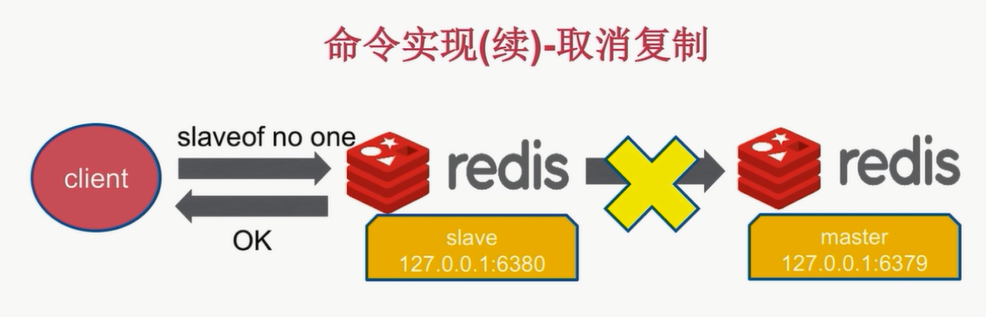 命令实现(续)-取消复制
slaveof no one
client
redis
redis
OK
slave
127.0.0.1:6380
master
127.0.0.1:6379